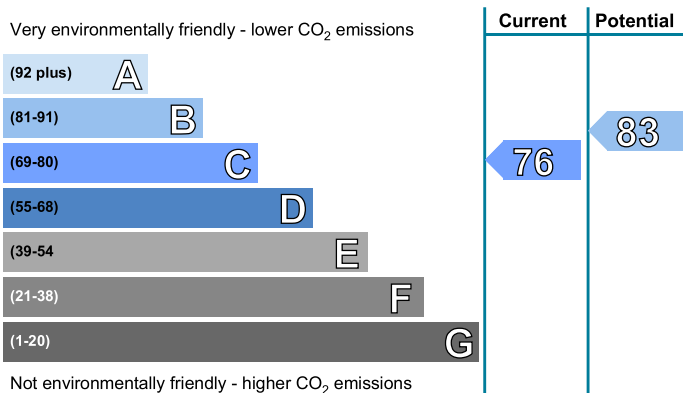 Current Potential
Very environmentally friendly - lower CO₂ emissions
(92 plus) A
(81-91) B
83
(69-80) C
76
(55-68) D
(39-54 E
(21-38) F
(1-20) G
Not environmentally friendly - higher CO₂ emissions